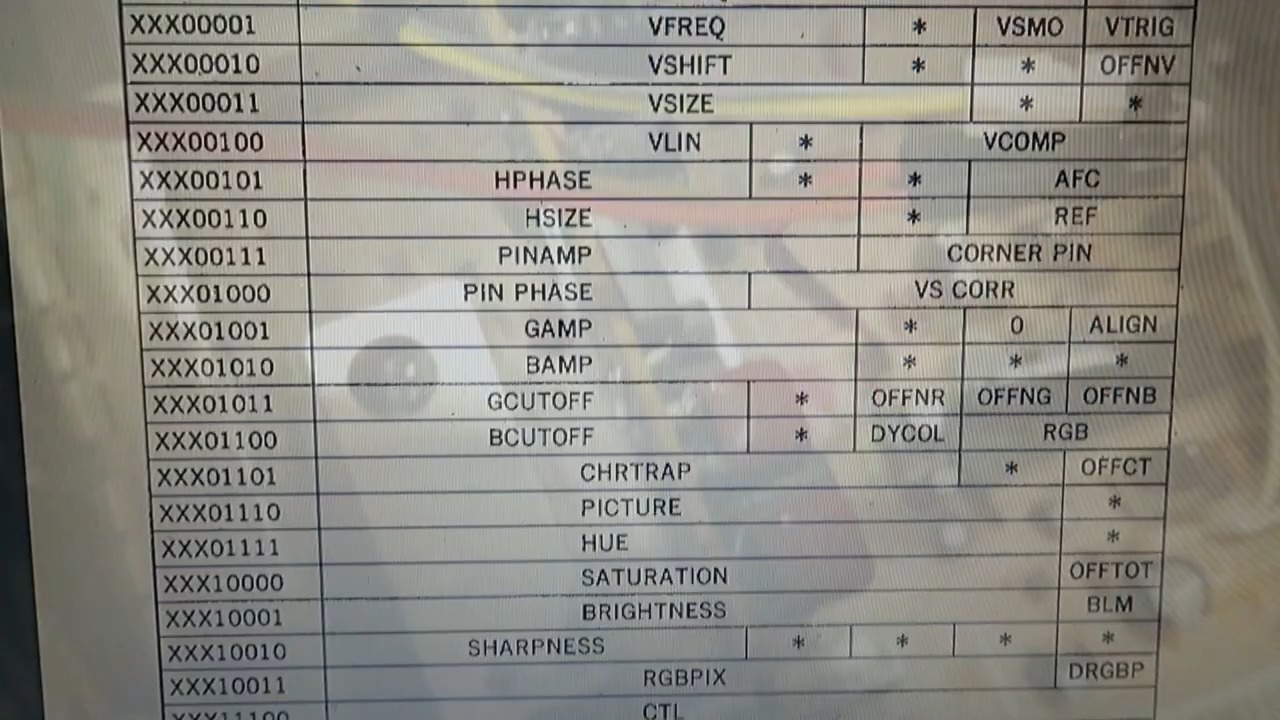 XXX00001 VFREQ * VSMO VTRIG
XXX00010 VSHIFT * * OFFNV
XXX00011 VSIZE * *
XXX00100 VLIN * VCOMP
XXX00101 HPHASE * * AFC
XXX00110 HSIZE * REF
XXX00111 PINAMP CORNER PIN
XXX01000 PIN PHASE VS CORR
XXX01001 GAMP * 0 ALIGN
XXX01010 BAMP * * *
XXX01011 GCUTOFF * OFFNR OFFNG OFFNB
XXX01100 BCUTOFF * DYCOL RGB
XXX01101 CHRTRAP * OFFCT
XXX01110 PICTURE *
XXX01111 HUE *
XXX10000 SATURATION OFFTOT
XXX10001 BRIGHTNESS BLM
XXX10010 SHARPNESS * * * *
XXX10011 RGBPIX DRGBP
XXX11100 CTL